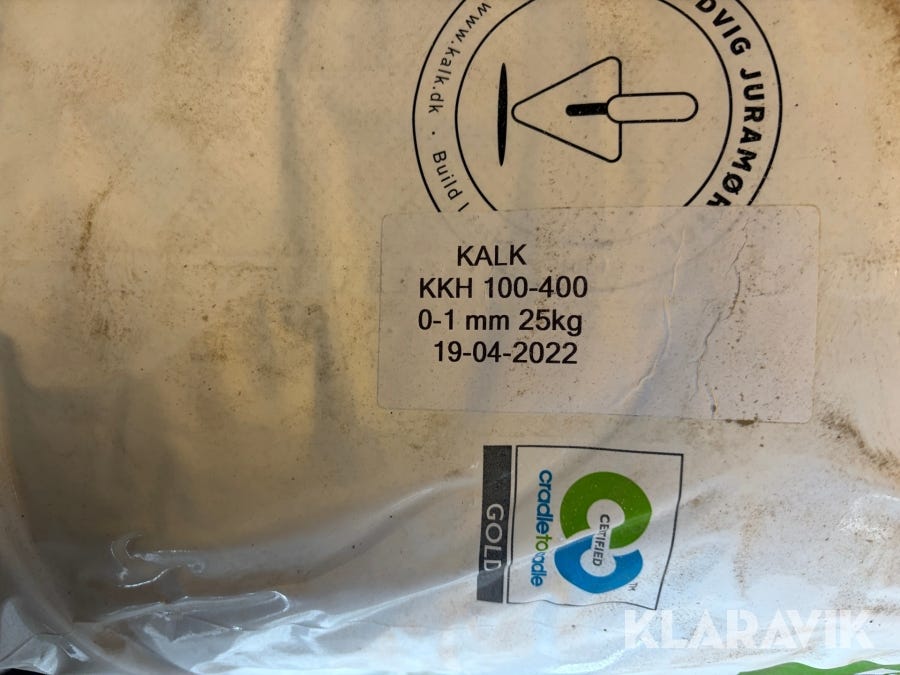 www.kalk.dk · Build
DVIG JURAMØR
KALK
KKH 100-400
0-1 mm 25kg
19-04-2022
GOLD
cradletocradle
CERTIFIED
TM
KLARAVIK